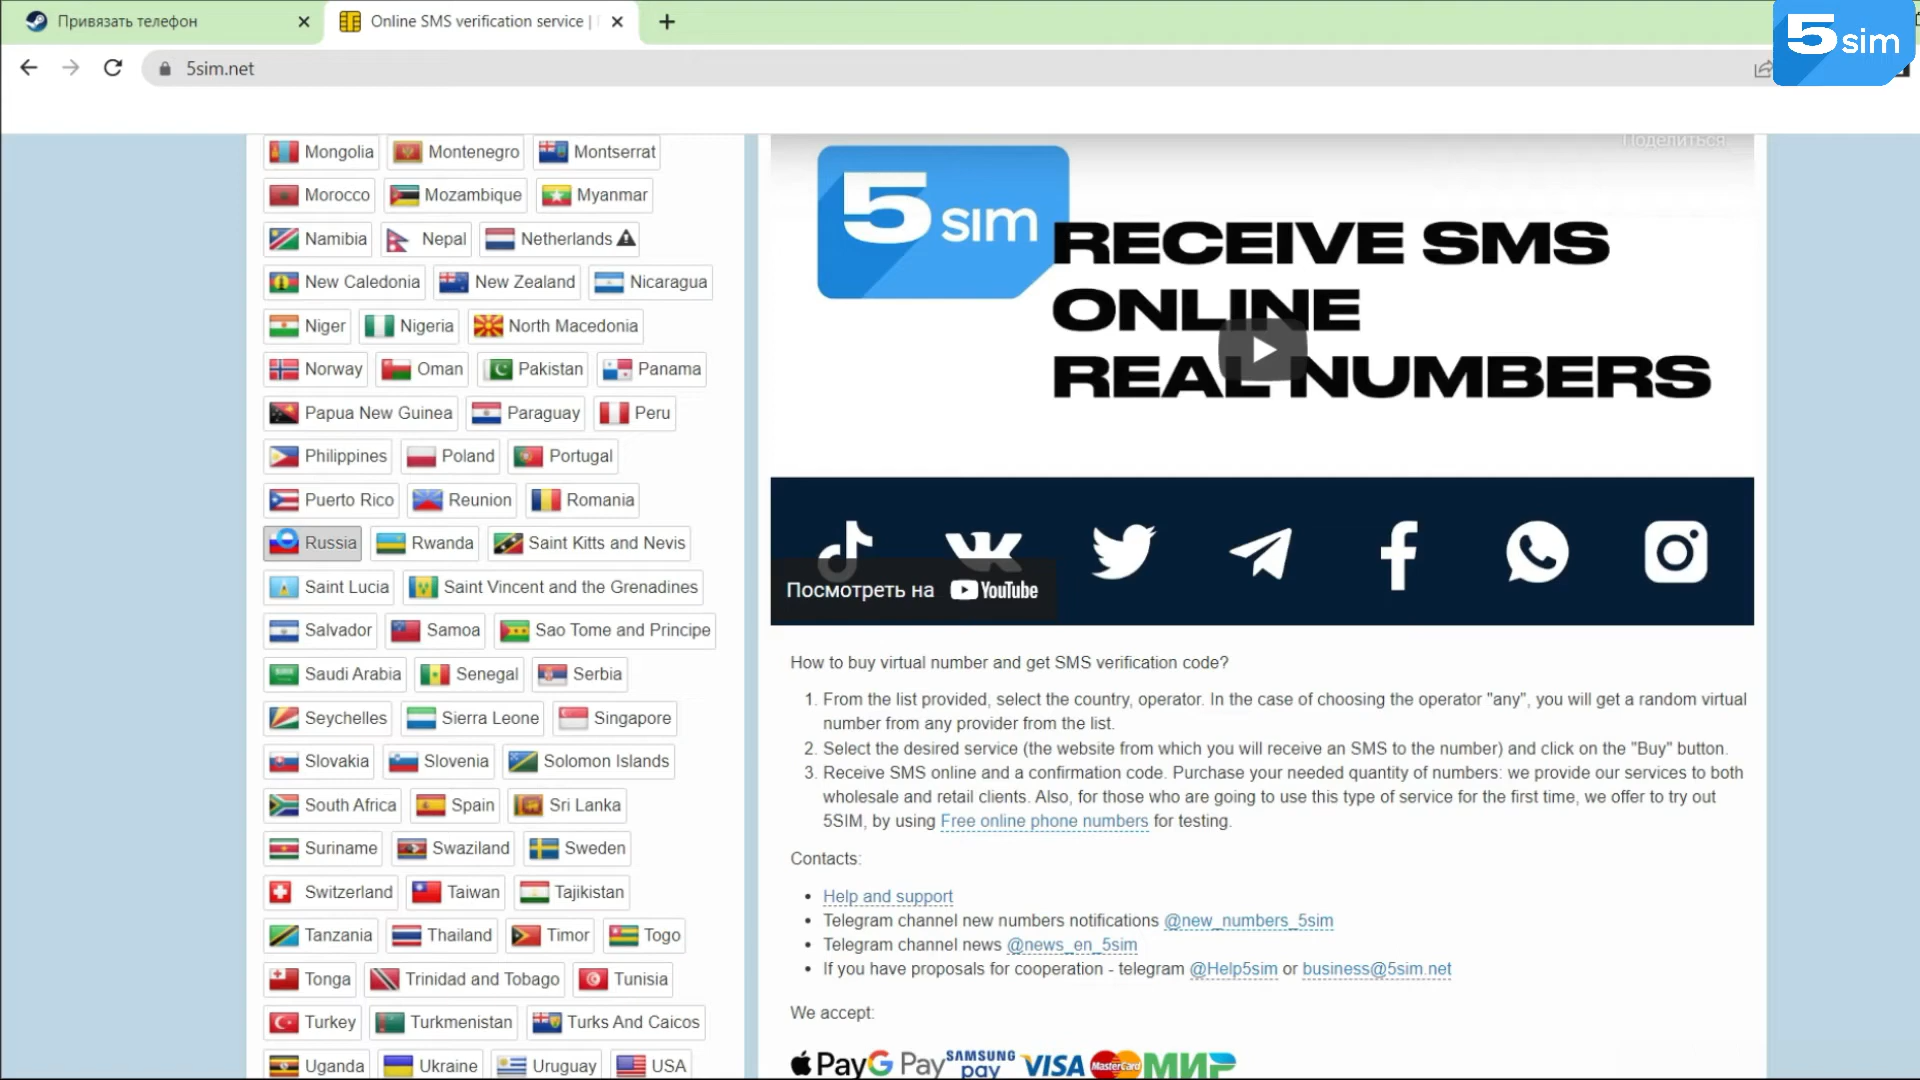 Привязать телефон
Online SMS verification service |
5sim
5sim.net
Mongolia Montenegro Montserrat
Morocco Mozambique Myanmar
Namibia Nepal Netherlands
New Caledonia New Zealand Nicaragua
Niger Nigeria North Macedonia
Norway Oman Pakistan Panama
Papua New Guinea Paraguay Peru
Philippines Poland Portugal
Puerto Rico Reunion Romania
Russia Rwanda Saint Kitts and Nevis
Saint Lucia Saint Vincent and the Grenadines
Salvador Samoa Sao Tome and Principe
Saudi Arabia Senegal Serbia
Seychelles Sierra Leone Singapore
Slovakia Slovenia Solomon Islands
South Africa Spain Sri Lanka
Suriname Swaziland Sweden
Switzerland Taiwan Tajikistan
Tanzania Thailand Timor Togo
Tonga Trinidad and Tobago Tunisia
Turkey Turkmenistan Turks And Caicos
Uganda Ukraine Uruguay USA
Поделиться
5sim
RECEIVE SMS
ONLINE
REAL NUMBERS
Посмотреть на YouTube
How to buy virtual number and get SMS verification code?
1. From the list provided, select the country, operator. In the case of choosing the operator "any", you will get a random virtual
number from any provider from the list.
2. Select the desired service (the website from which you will receive an SMS to the number) and click on the "Buy" button.
3. Receive SMS online and a confirmation code. Purchase your needed quantity of numbers: we provide our services to both
wholesale and retail clients. Also, for those who are going to use this type of service for the first time, we offer to try out
5SIM, by using Free online phone numbers for testing.
Contacts:
• Help and support
• Telegram channel new numbers notifications @new_numbers_5sim
• Telegram channel news @news_en_5sim
• If you have proposals for cooperation - telegram @Help5sim or business@5sim.net
We accept:
Pay G Pay SAMSUNG pay VISA MasterCard МИР